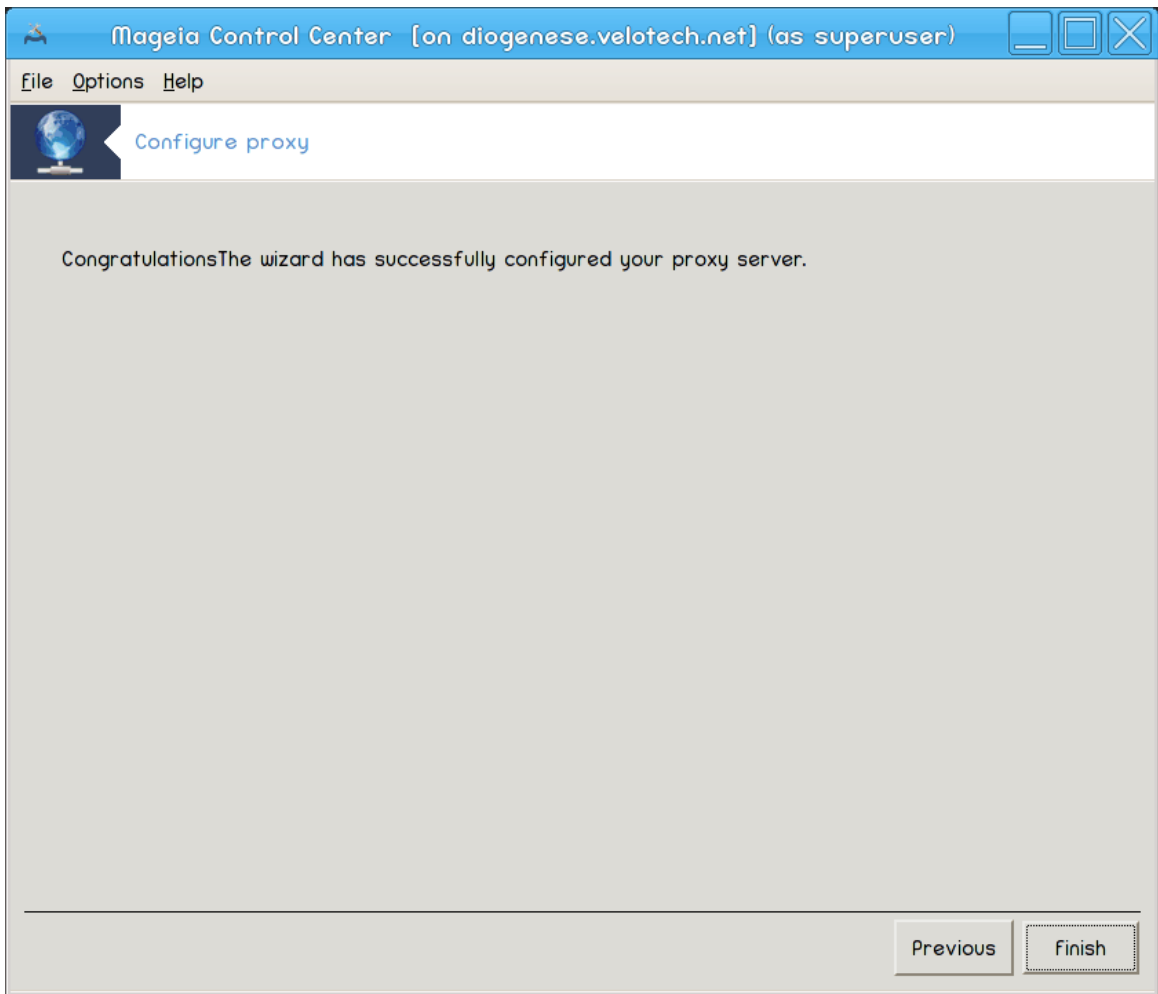 Mageia Control Center [on diogenese.velotech.net] (as superuser)
File Options Help
Configure proxy
CongratulationsThe wizard has successfully configured your proxy server.
Previous Finish